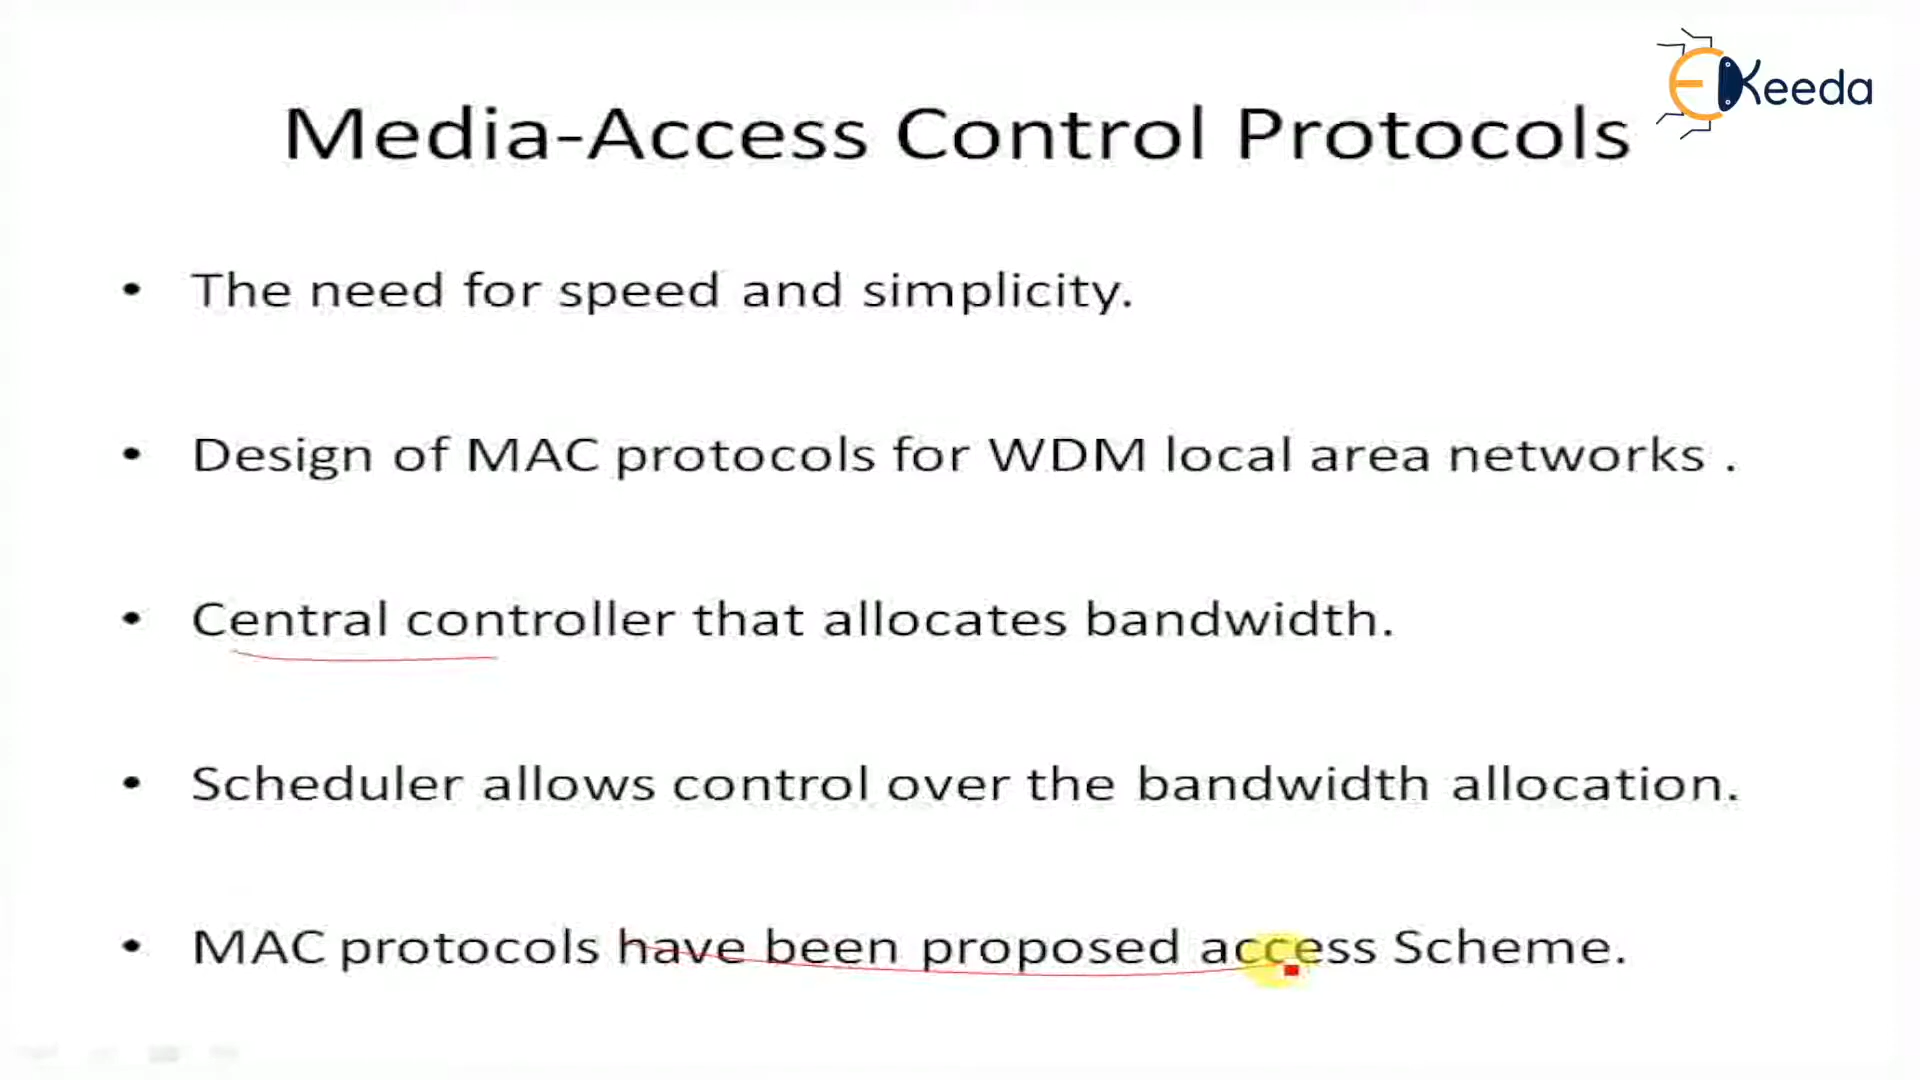 EKeeda
Media-Access Control Protocols
• The need for speed and simplicity.
• Design of MAC protocols for WDM local area networks .
• Central controller that allocates bandwidth.
• Scheduler allows control over the bandwidth allocation.
• MAC protocols have been proposed access Scheme.